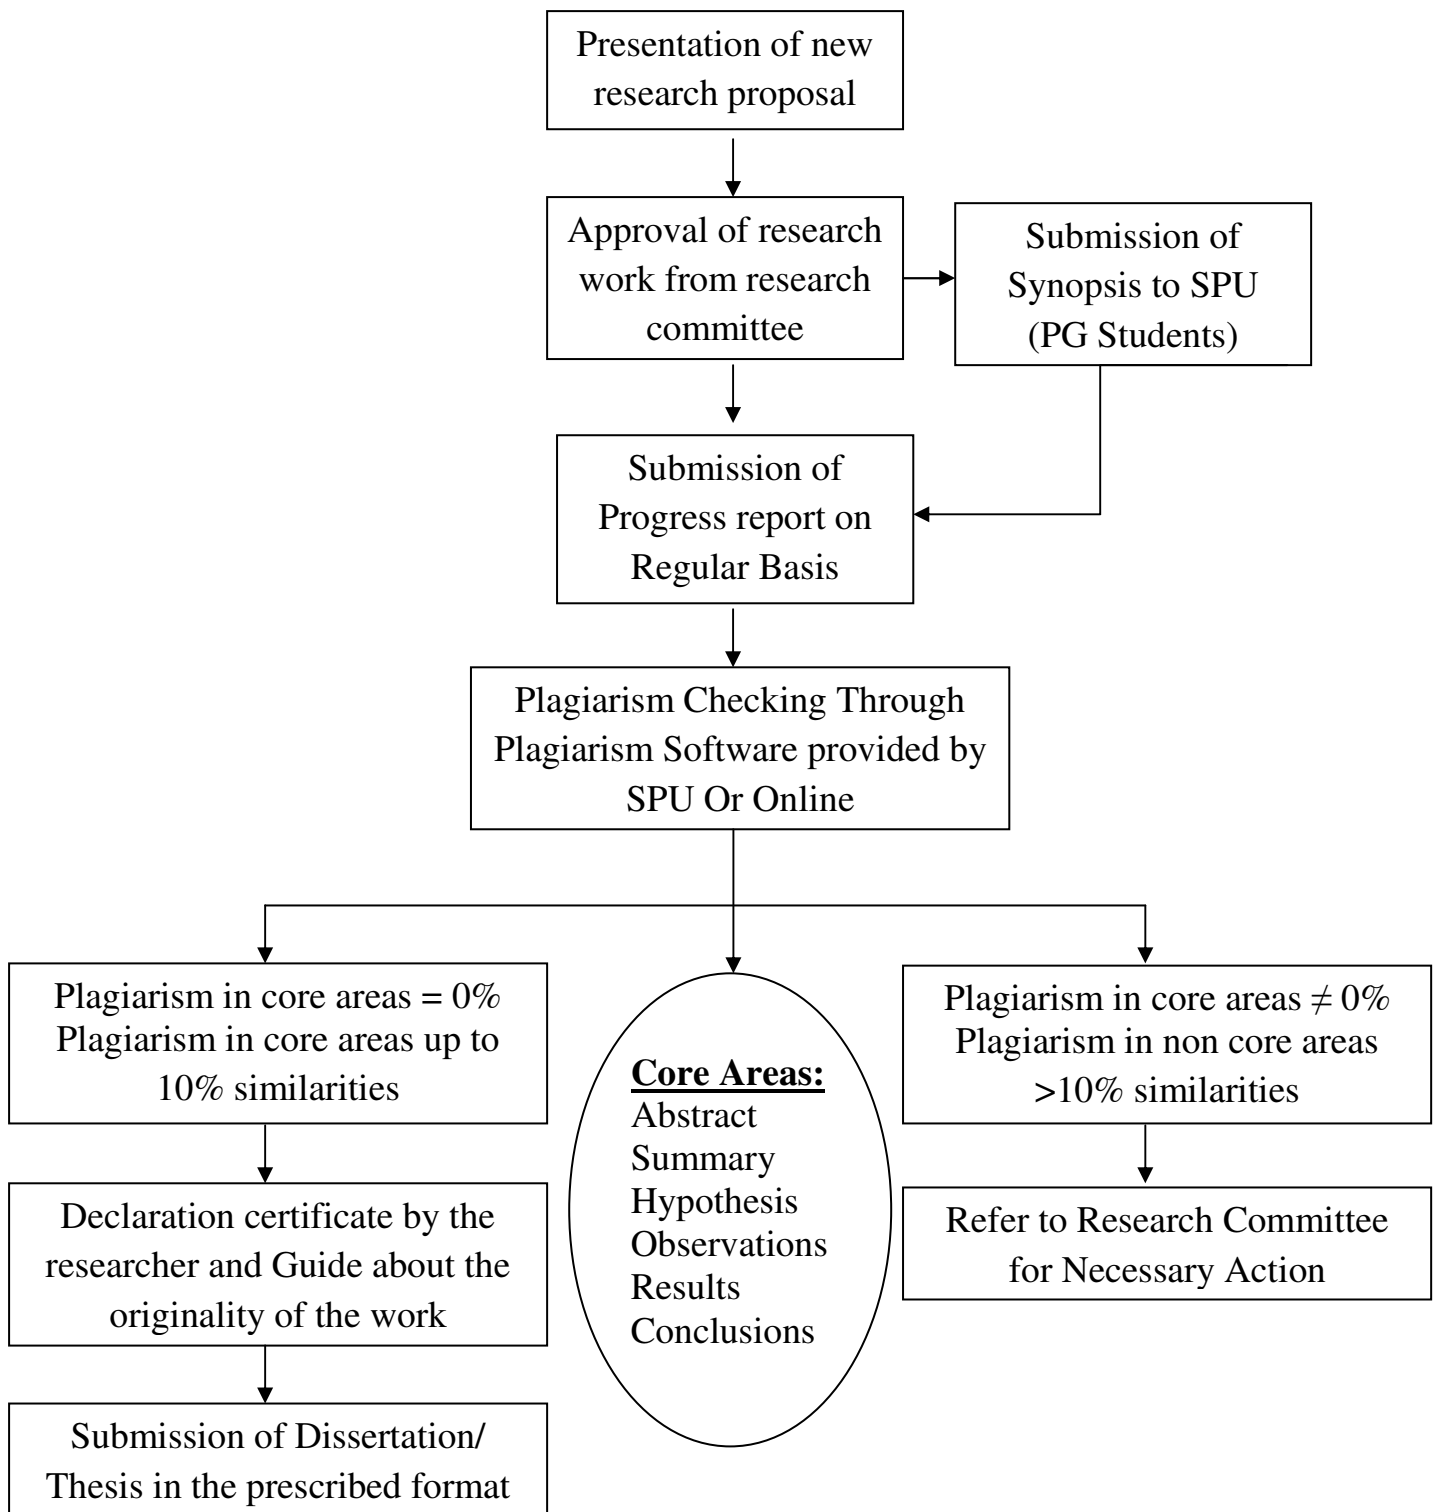 Presentation of new
research proposal
Approval of research
work from research
committee
Submission of
Synopsis to SPU
(PG Students)
Submission of
Progress report on
Regular Basis
Plagiarism Checking Through
Plagiarism Software provided by
SPU Or Online
Plagiarism in core areas = 0%
Plagiarism in core areas up to
10% similarities
Declaration certificate by the
researcher and Guide about the
originality of the work
Submission of Dissertation/
Thesis in the prescribed format
Core Areas:
Abstract
Summary
Hypothesis
Observations
Results
Conclusions
Plagiarism in core areas ≠ 0%
Plagiarism in non core areas
>10% similarities
Refer to Research Committee
for Necessary Action